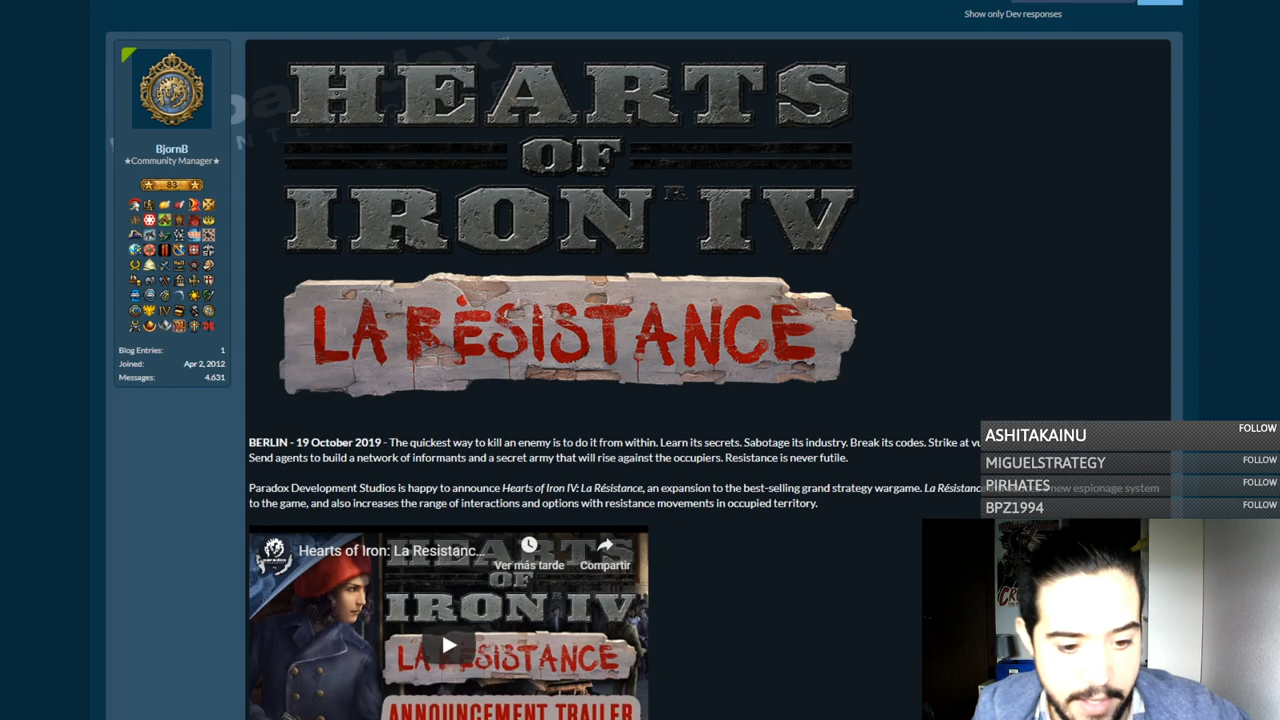 Show only Dev responses
BjornB
★Community Manager★
83
Blog Entries: 1
Joined: Apr 2, 2012
Messages: 4.631
HEARTS
OF
IRON IV
LA RÈSISTANCE
BERLIN - 19 October 2019 - The quickest way to kill an enemy is to do it from within. Learn its secrets. Sabotage its industry. Break its codes. Strike at
Send agents to build a network of informants and a secret army that will rise against the occupiers. Resistance is never futile.
Paradox Development Studios is happy to announce Hearts of Iron IV: La Résistance, an expansion to the best-selling grand strategy wargame. La Résistance new espionage system
to the game, and also increases the range of interactions and options with resistance movements in occupied territory.
ASHITAKAINU FOLLOW
MIGUELSTRATEGY FOLLOW
PIRHATES FOLLOW
BPZ1994 FOLLOW
Hearts of Iron: La Resistanc...
Ver más tarde
Compartir
HEARTS
OF
IRON IV
LA RÈSISTANCE
ANNOUNCEMENT TRAILER